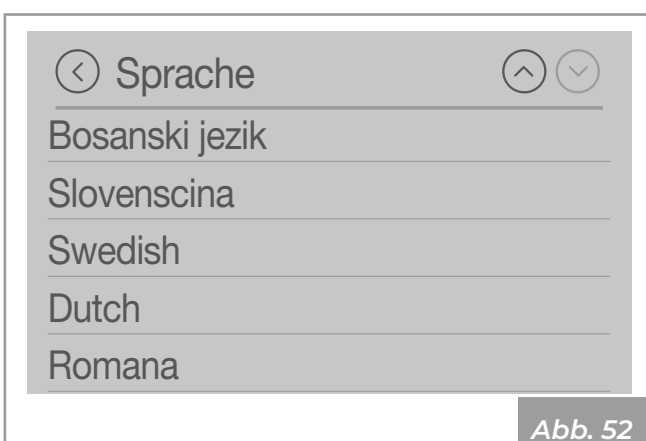 Sprache
Bosanski jezik
Slovenscina
Swedish
Dutch
Romana
Abb. 52